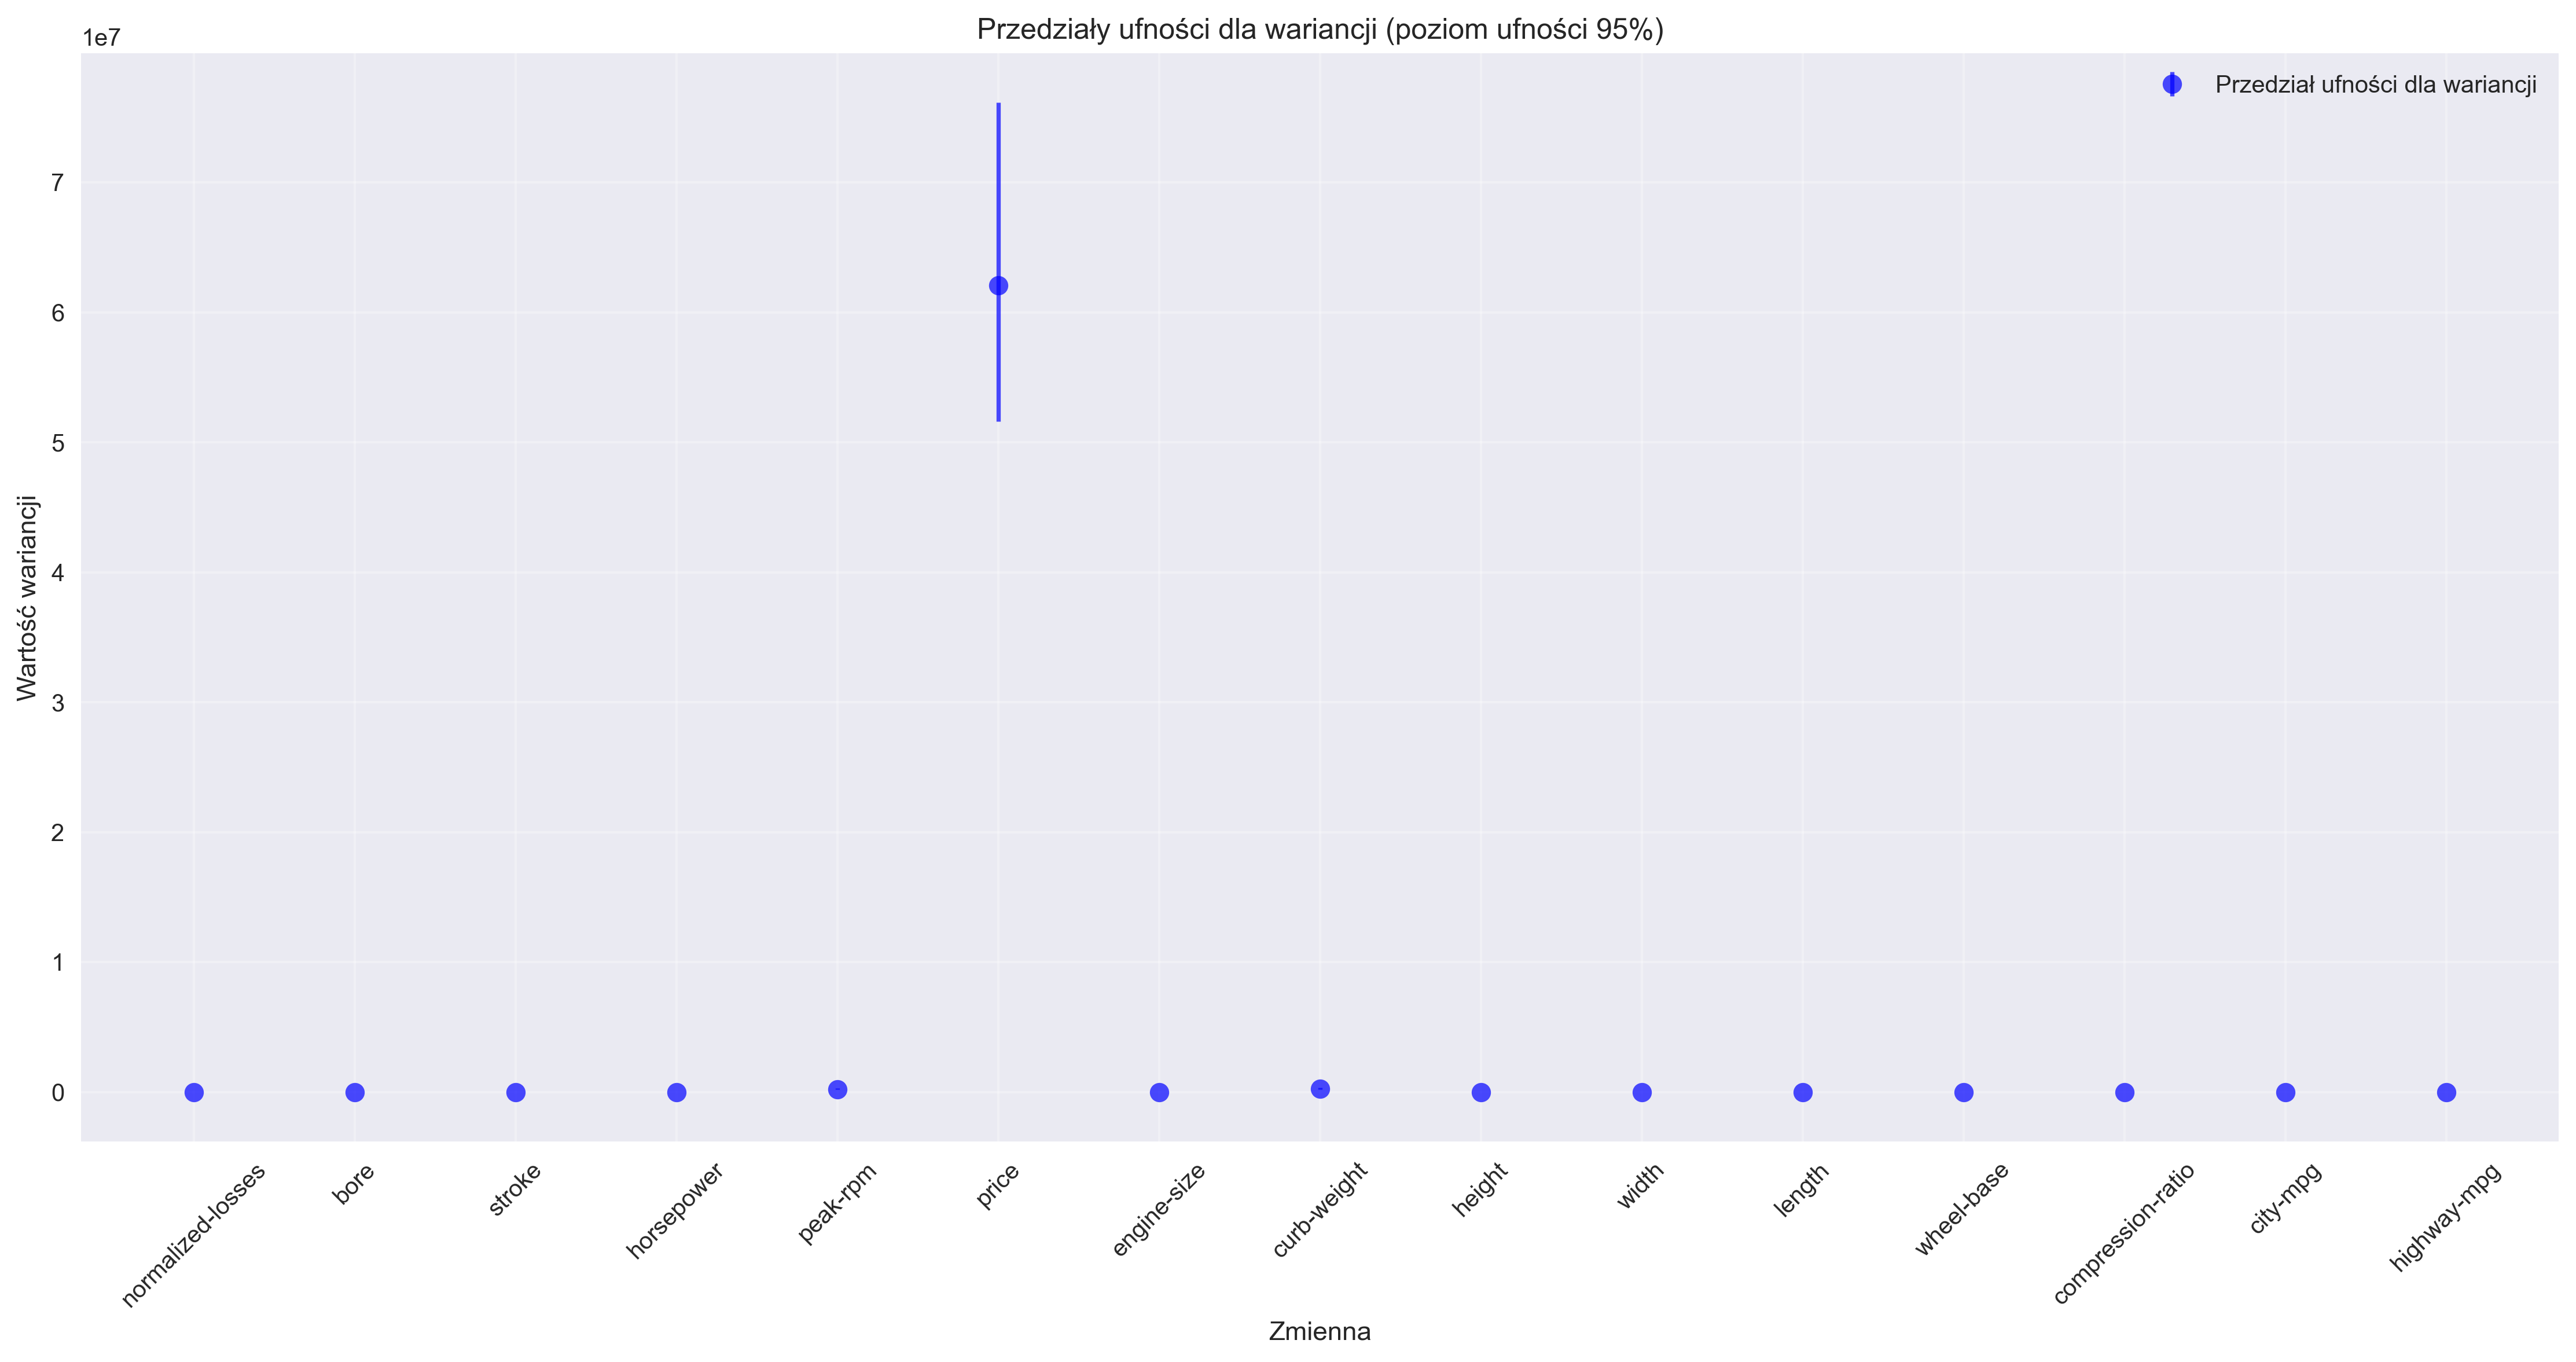 Przedziały ufności dla wariancji (poziom ufności 95%)
1e7
Przedział ufności dla wariancji
7
6
5
4
3
2
1
0
Wartość wariancji
normalized-losses
bore
stroke
horsepower
peak-rpm
price
engine-size
curb-weight
height
width
length
wheel-base
compression-ratio
city-mpg
highway-mpg
Zmienna